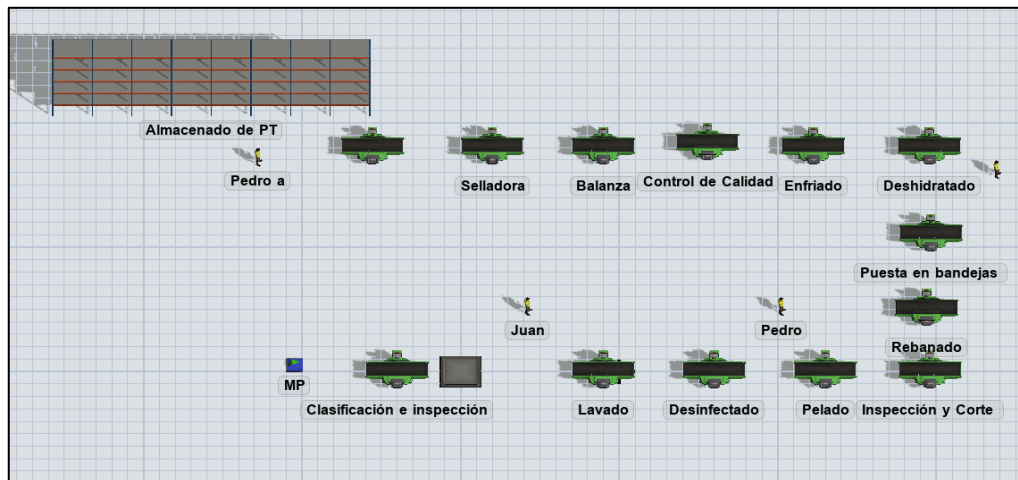 Almacenado de PT
Pedro a
Selladora
Balanza
Control de Calidad
Enfriado
Deshidratado
Puesta en bandejas
Juan
Pedro
Rebanado
MP
Clasificación e inspección
Lavado
Desinfectado
Pelado
Inspección y Corte